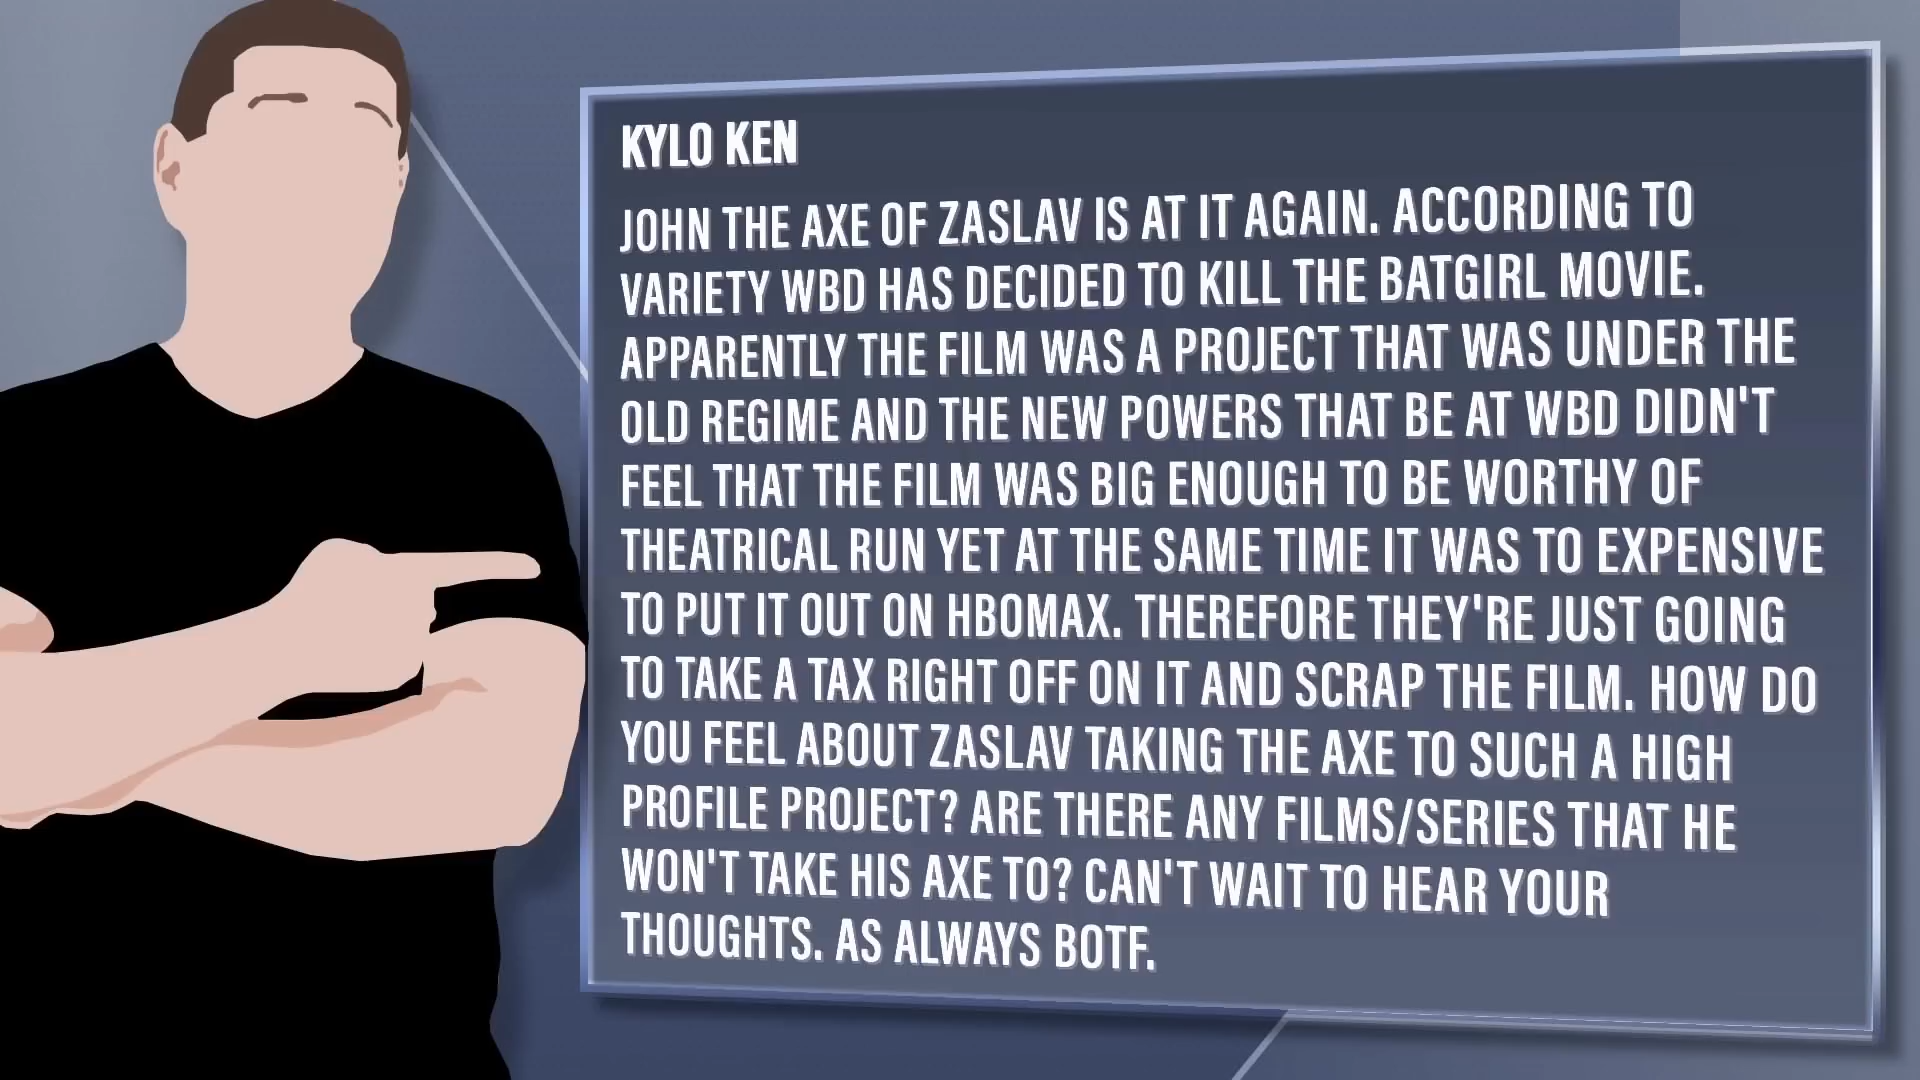 KYLO KEN
JOHN THE AXE OF ZASLAV IS AT IT AGAIN. ACCORDING TO
VARIETY WBD HAS DECIDED TO KILL THE BATGIRL MOVIE.
APPARENTLY THE FILM WAS A PROJECT THAT WAS UNDER THE
OLD REGIME AND THE NEW POWERS THAT BE AT WBD DIDN'T
FEEL THAT THE FILM WAS BIG ENOUGH TO BE WORTHY OF
THEATRICAL RUN YET AT THE SAME TIME IT WAS TO EXPENSIVE
TO PUT IT OUT ON HBOMAX. THEREFORE THEY'RE JUST GOING
TO TAKE A TAX RIGHT OFF ON IT AND SCRAP THE FILM. HOW DO
YOU FEEL ABOUT ZASLAV TAKING THE AXE TO SUCH A HIGH
PROFILE PROJECT? ARE THERE ANY FILMS/SERIES THAT HE
WON'T TAKE HIS AXE TO? CAN'T WAIT TO HEAR YOUR
THOUGHTS. AS ALWAYS BOTF.